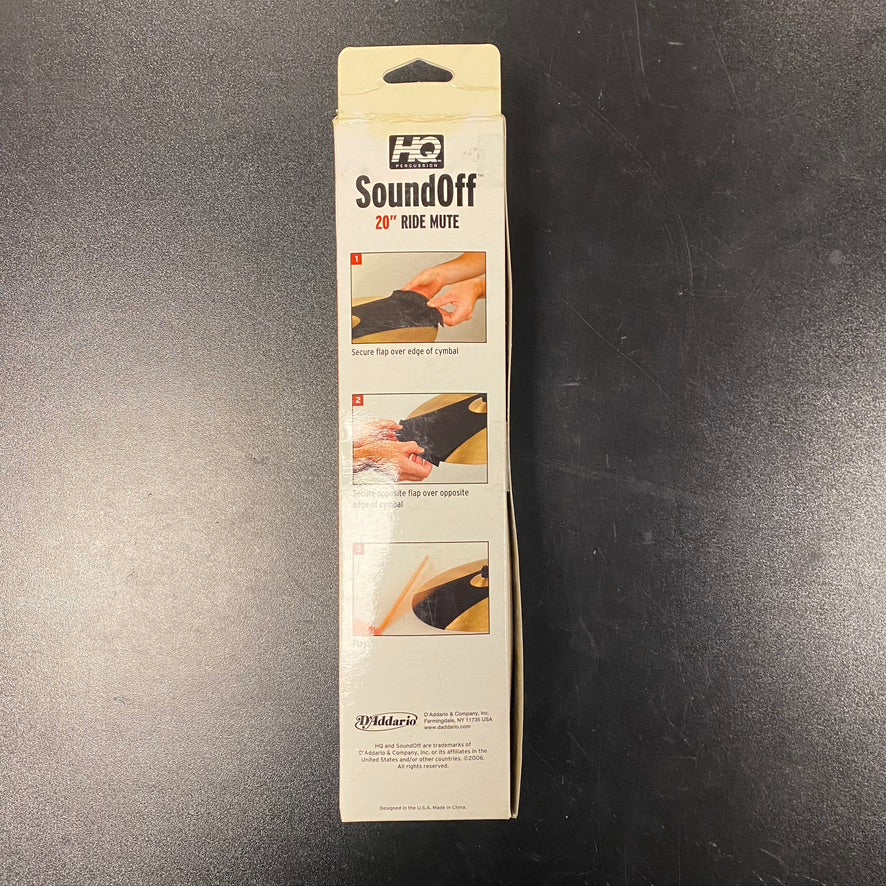 HQ
PERCUSSION
SoundOff™
20" RIDE MUTE
1
Secure flap over edge of cymbal
2
Secure opposite flap over opposite
edge of cymbal
3
Play!
D'Addario
D'Addario & Company, Inc.
Farmingdale, NY 11735 USA
www.daddario.com
HQ and SoundOff are trademarks of
D'Addario & Company, Inc. or its affiliates in the
United States and/or other countries, ©2006.
All rights reserved.
Designed in the U.S.A. Made in China.